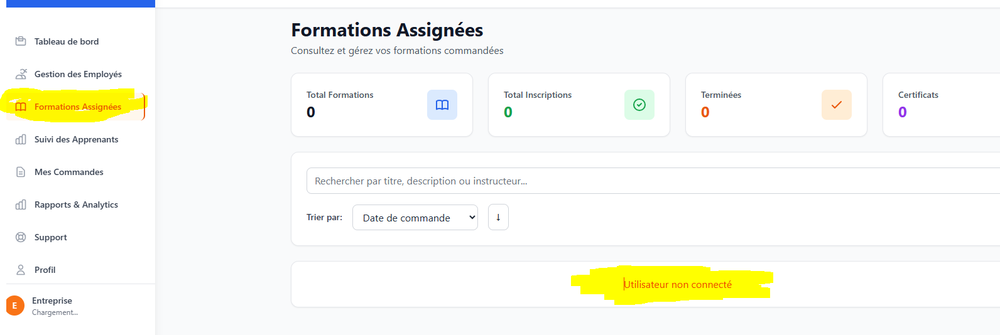 Tableau de bord
Gestion des Employés
Formations Assignées
Suivi des Apprenants
Mes Commandes
Rapports & Analytics
Support
Profil
E
Entreprise
Chargement...
Formations Assignées
Consultez et gérez vos formations commandées
Total Formations
0
Total Inscriptions
0
Terminées
0
Certificats
0
Rechercher par titre, description ou instructeur...
Trier par: Date de commande ↓
Utilisateur non connecté